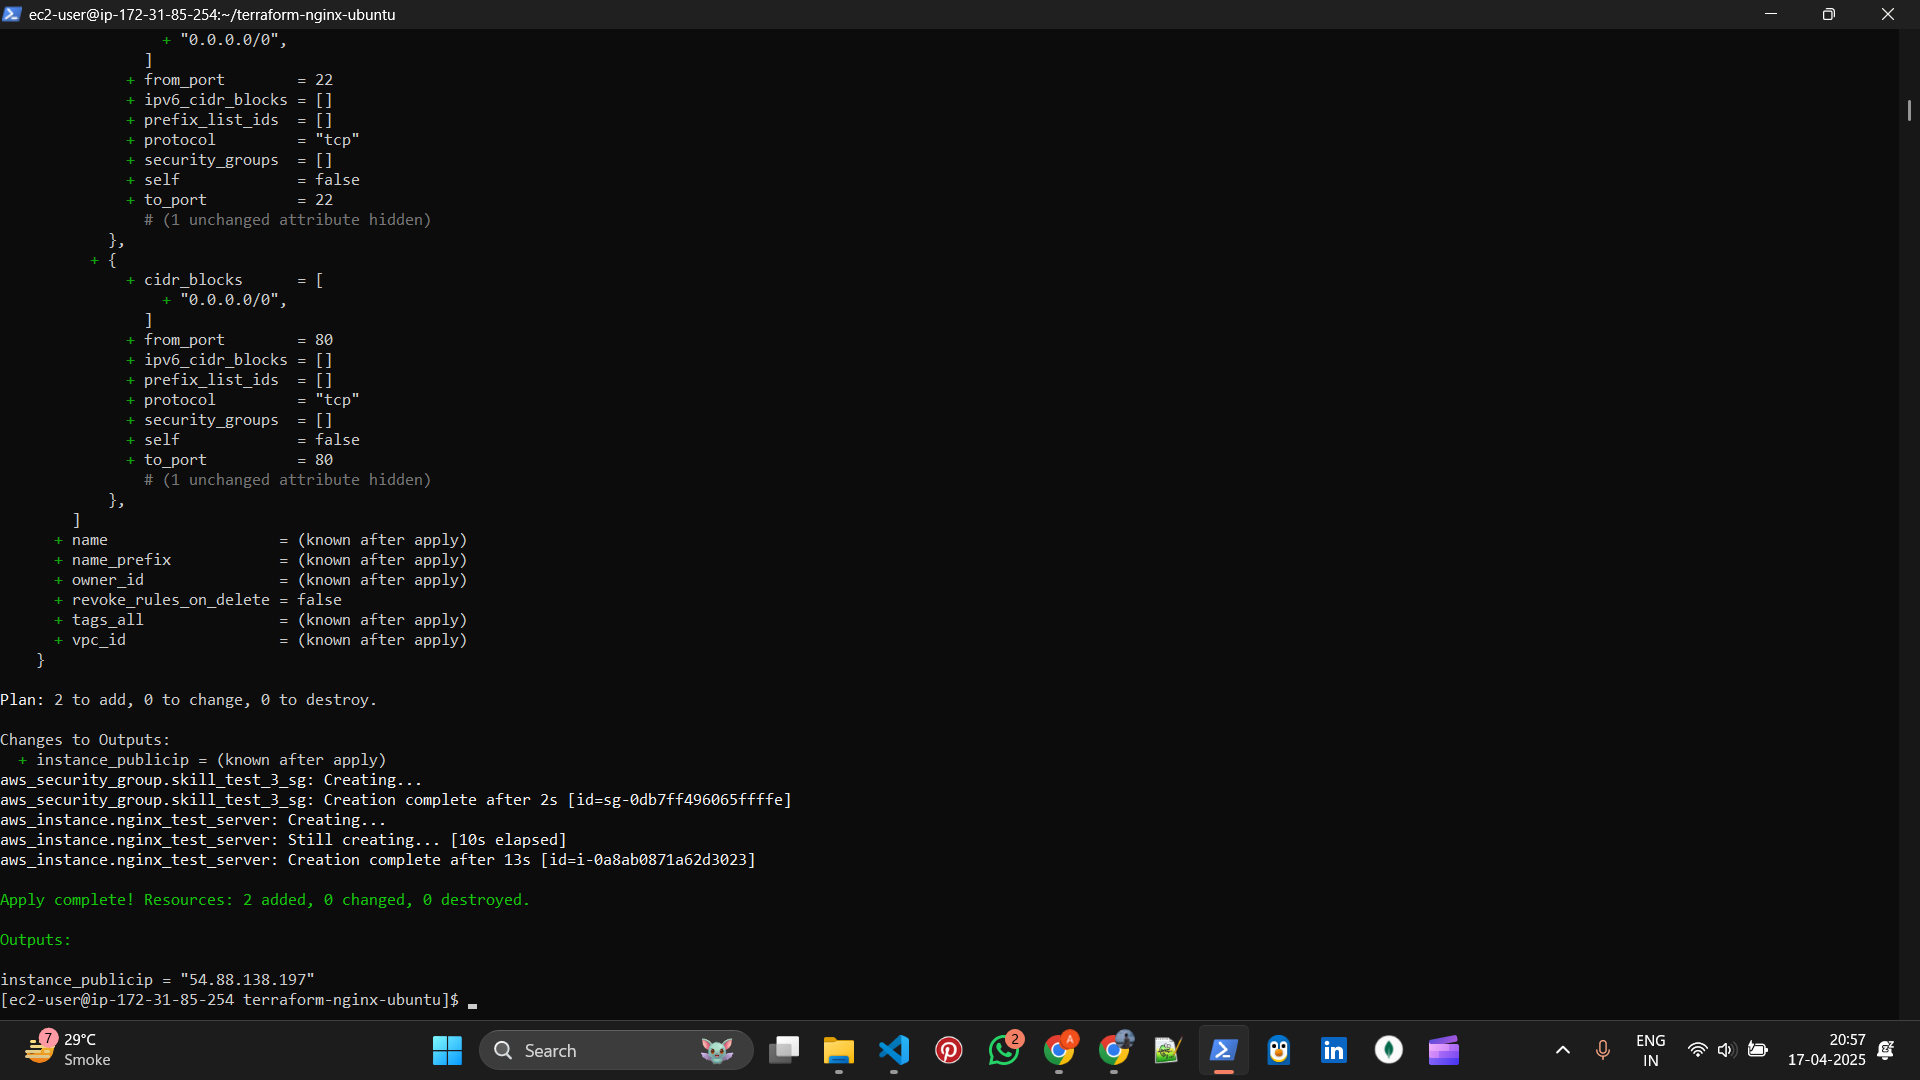 ec2-user@ip-172-31-85-254:~/terraform-nginx-ubuntu
+ "0.0.0.0/0",
]
+ from_port        = 22
+ ipv6_cidr_blocks = []
+ prefix_list_ids  = []
+ protocol         = "tcp"
+ security_groups  = []
+ self             = false
+ to_port          = 22
# (1 unchanged attribute hidden)
},
+ {
+ cidr_blocks      = [
+ "0.0.0.0/0",
]
+ from_port        = 80
+ ipv6_cidr_blocks = []
+ prefix_list_ids  = []
+ protocol         = "tcp"
+ security_groups  = []
+ self             = false
+ to_port          = 80
# (1 unchanged attribute hidden)
},
]
+ name                   = (known after apply)
+ name_prefix            = (known after apply)
+ owner_id               = (known after apply)
+ revoke_rules_on_delete = false
+ tags_all               = (known after apply)
+ vpc_id                 = (known after apply)
}
Plan: 2 to add, 0 to change, 0 to destroy.
Changes to Outputs:
+ instance_publicip = (known after apply)
aws_security_group.skill_test_3_sg: Creating...
aws_security_group.skill_test_3_sg: Creation complete after 2s [id=sg-0db7ff496065ffffe]
aws_instance.nginx_test_server: Creating...
aws_instance.nginx_test_server: Still creating... [10s elapsed]
aws_instance.nginx_test_server: Creation complete after 13s [id=i-0a8ab0871a62d3023]
Apply complete! Resources: 2 added, 0 changed, 0 destroyed.
Outputs:
instance_publicip = "54.88.138.197"
[ec2-user@ip-172-31-85-254 terraform-nginx-ubuntu]$
7
29°C
Smoke
Search
2
A
in
ENG
IN
20:57
17-04-2025